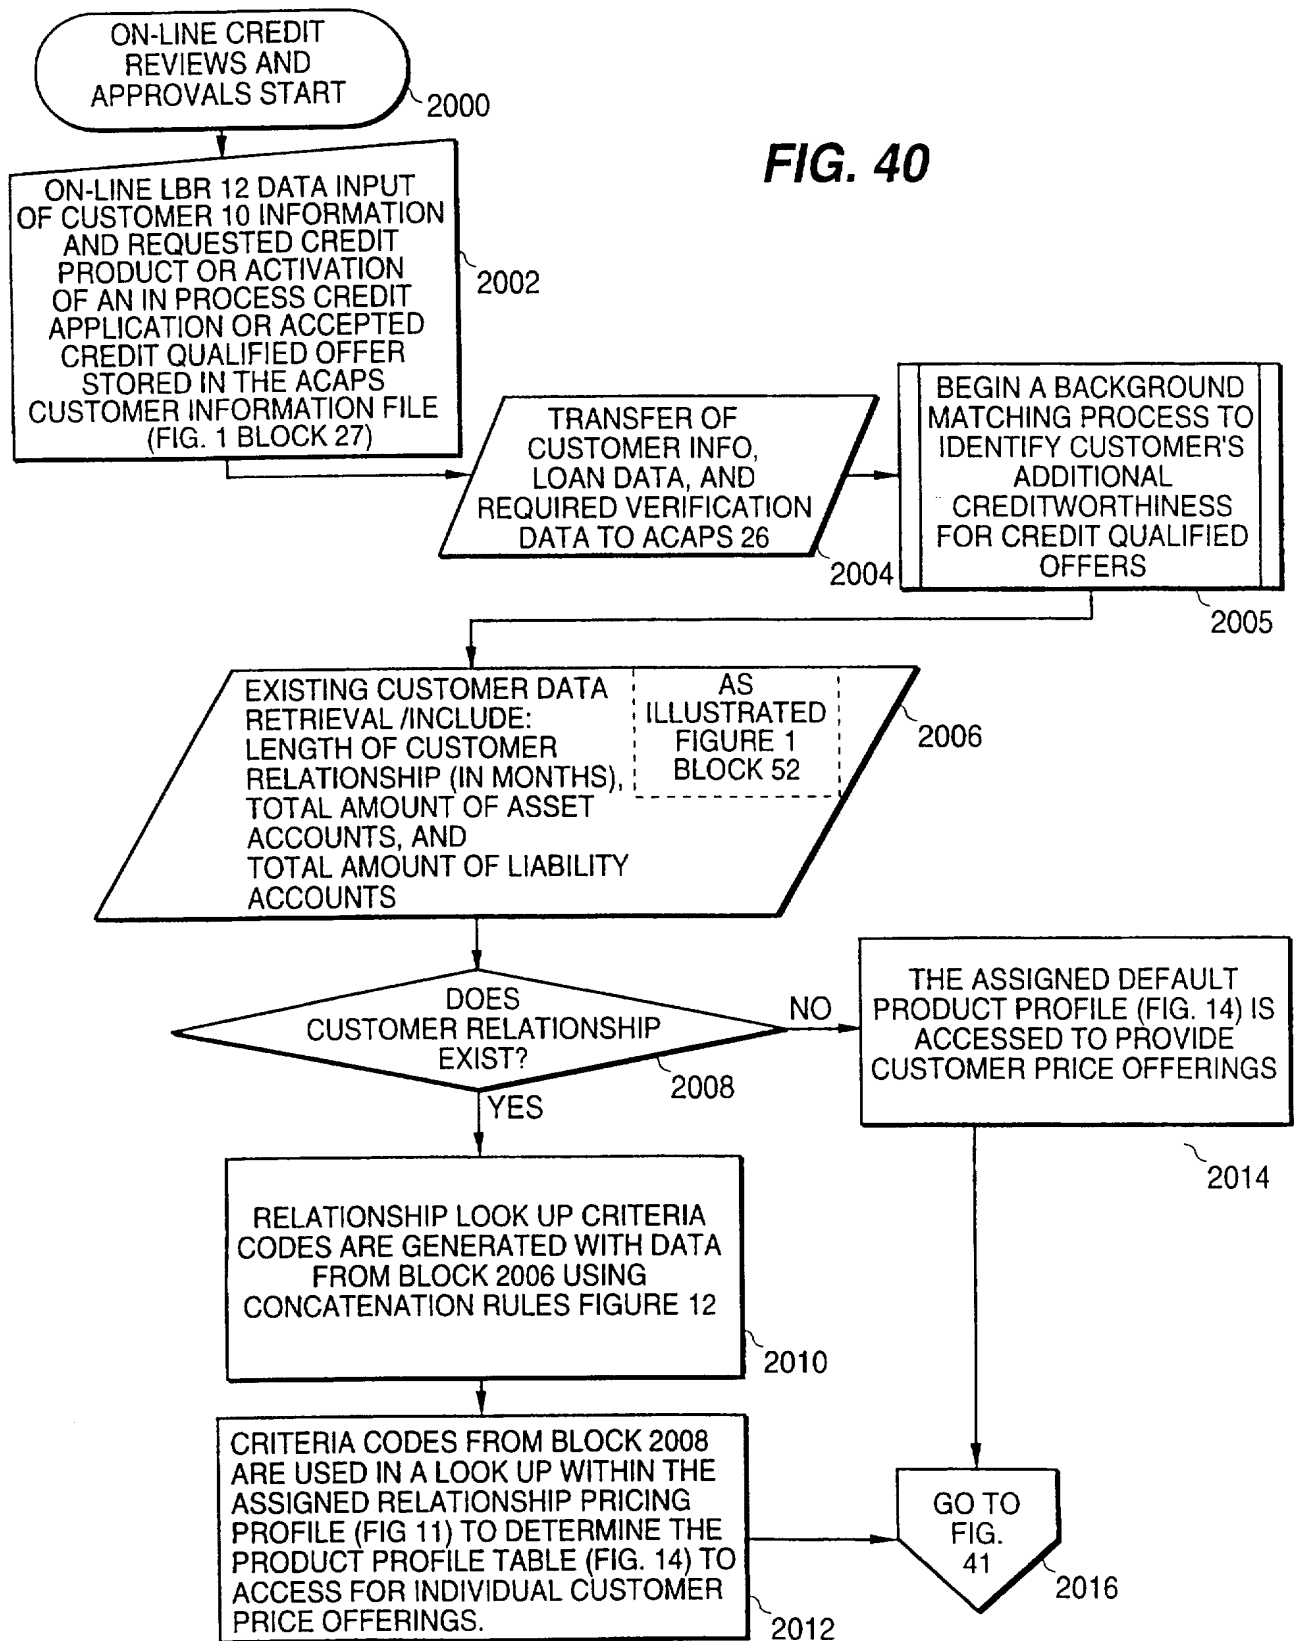 ON-LINE CREDIT
REVIEWS AND
APPROVALS START
2000
FIG. 40
ON-LINE LBR 12 DATA INPUT
OF CUSTOMER 10 INFORMATION
AND REQUESTED CREDIT
PRODUCT OR ACTIVATION
OF AN IN PROCESS CREDIT
APPLICATION OR ACCEPTED
CREDIT QUALIFIED OFFER
STORED IN THE ACAPS
CUSTOMER INFORMATION FILE
(FIG. 1 BLOCK 27)
2002
TRANSFER OF
CUSTOMER INFO,
LOAN DATA, AND
REQUIRED VERIFICATION
DATA TO ACAPS 26
2004
BEGIN A BACKGROUND
MATCHING PROCESS TO
IDENTIFY CUSTOMER'S
ADDITIONAL
CREDITWORTHINESS
FOR CREDIT QUALIFIED
OFFERS
2005
EXISTING CUSTOMER DATA
RETRIEVAL /INCLUDE:
LENGTH OF CUSTOMER
RELATIONSHIP (IN MONTHS),
TOTAL AMOUNT OF ASSET
ACCOUNTS, AND
TOTAL AMOUNT OF LIABILITY
ACCOUNTS
AS
ILLUSTRATED
FIGURE 1
BLOCK 52
2006
DOES
CUSTOMER RELATIONSHIP
EXIST?
2008
NO
YES
THE ASSIGNED DEFAULT
PRODUCT PROFILE (FIG. 14) IS
ACCESSED TO PROVIDE
CUSTOMER PRICE OFFERINGS
2014
RELATIONSHIP LOOK UP CRITERIA
CODES ARE GENERATED WITH DATA
FROM BLOCK 2006 USING
CONCATENATION RULES FIGURE 12
2010
CRITERIA CODES FROM BLOCK 2008
ARE USED IN A LOOK UP WITHIN THE
ASSIGNED RELATIONSHIP PRICING
PROFILE (FIG 11) TO DETERMINE THE
PRODUCT PROFILE TABLE (FIG. 14) TO
ACCESS FOR INDIVIDUAL CUSTOMER
PRICE OFFERINGS.
2012
GO TO
FIG.
41
2016